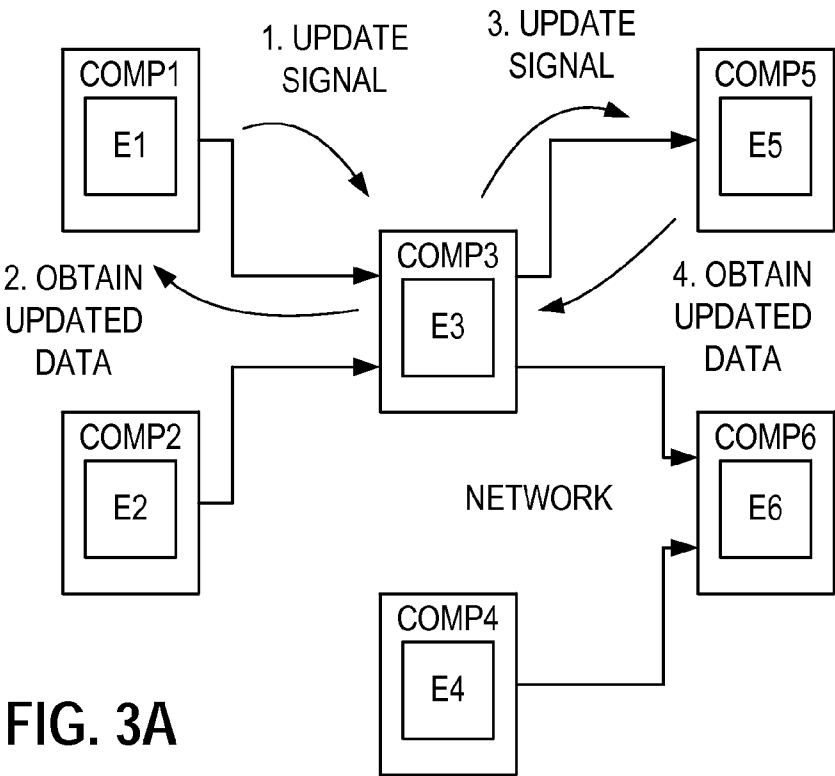 1. UPDATE
SIGNAL
3. UPDATE
SIGNAL
COMP1
E1
COMP5
E5
2. OBTAIN
UPDATED
DATA
COMP3
E3
4. OBTAIN
UPDATED
DATA
COMP2
E2
NETWORK
COMP6
E6
COMP4
E4
FIG. 3A